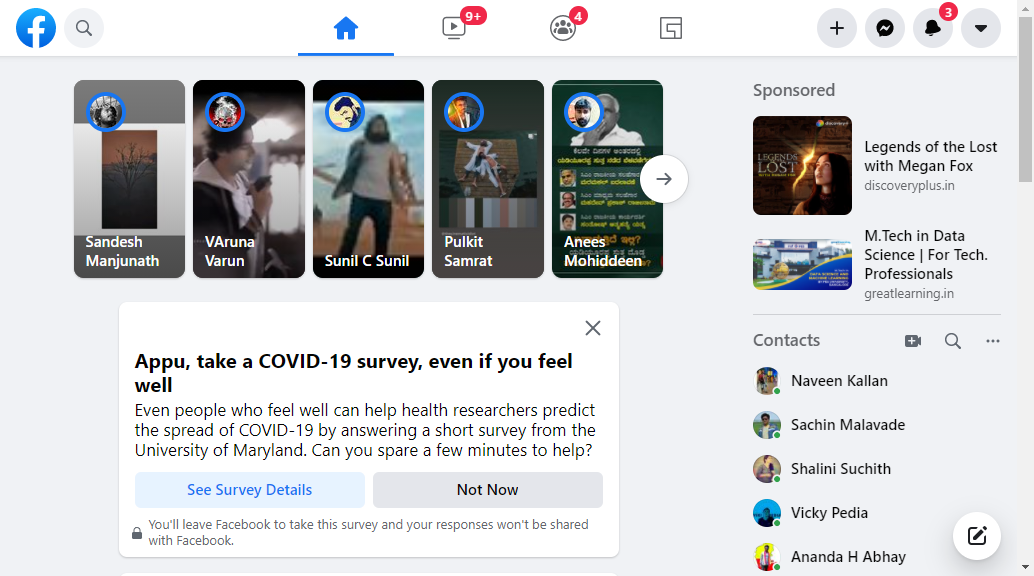 9+
4
3
Sandesh
Manjunath
VAruna
Varun
Sunil C Sunil
Pulkit
Samrat
Anees
Mohiddeen
Sponsored
LEGENDS
LOST
Legends of the Lost
with Megan Fox
discoveryplus.in
M.Tech in Data
Science | For Tech.
Professionals
greatlearning.in
Contacts
Naveen Kallan
Sachin Malavade
Shalini Suchith
Vicky Pedia
Ananda H Abhay
Appu, take a COVID-19 survey, even if you feel
well
Even people who feel well can help health researchers predict
the spread of COVID-19 by answering a short survey from the
University of Maryland. Can you spare a few minutes to help?
See Survey Details
Not Now
You'll leave Facebook to take this survey and your responses won't be shared
with Facebook.